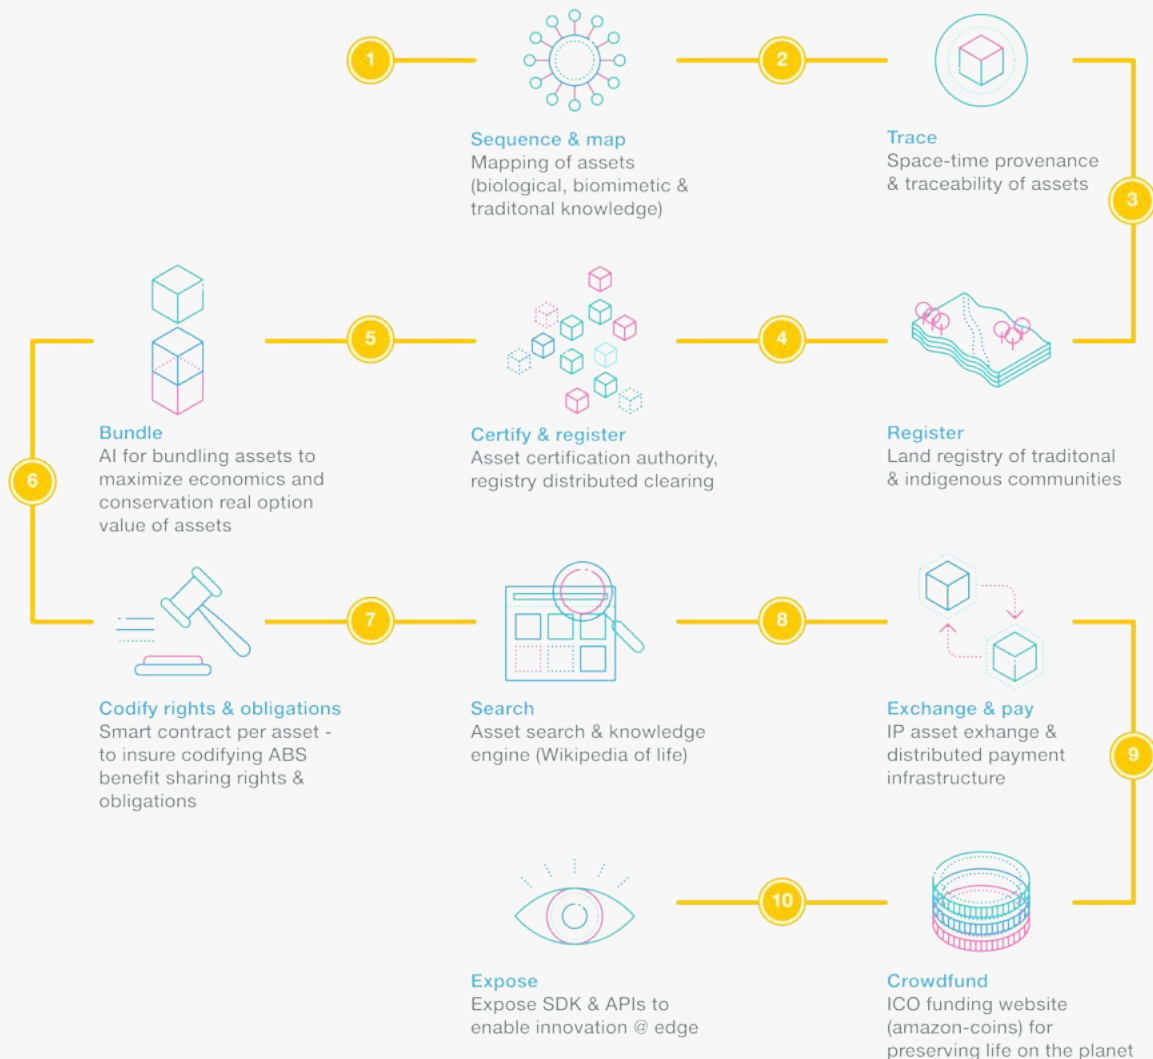 1
Sequence & map
Mapping of assets
(biological, biomimetic &
traditonal knowledge)
2
Trace
Space-time provenance
& traceability of assets
3
Register
Land registry of traditonal
& indigenous communities
4
Certify & register
Asset certification authority,
registry distributed clearing
5
Bundle
AI for bundling assets to
maximize economics and
conservation real option
value of assets
6
Codify rights & obligations
Smart contract per asset -
to insure codifying ABS
benefit sharing rights &
obligations
7
Search
Asset search & knowledge
engine (Wikipedia of life)
8
Exchange & pay
IP asset exhange &
distributed payment
infrastructure
9
Crowdfund
ICO funding website
(amazon-coins) for
preserving life on the planet
10
Expose
Expose SDK & APIs to
enable innovation @ edge